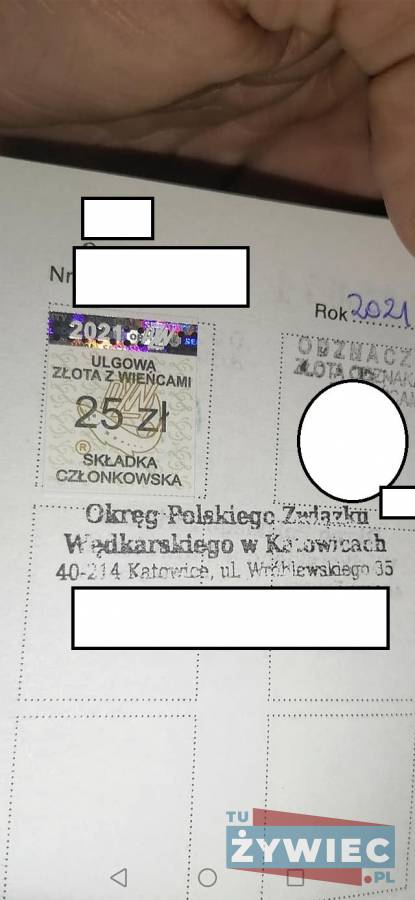 Nr
Rok 2021
2021
ULGOWA
ZŁOTA Z WIEŃCAMI
25 zł
®
SKŁADKA
CZŁONKOWSKA
ODZNACZ
ZŁOTA
Okręg Polskiego Związku
Wędkarskiego w Katowicach
40-214 Katowice, ul. Wróblewskiego 35
TU
ŻYWIEC
.PL